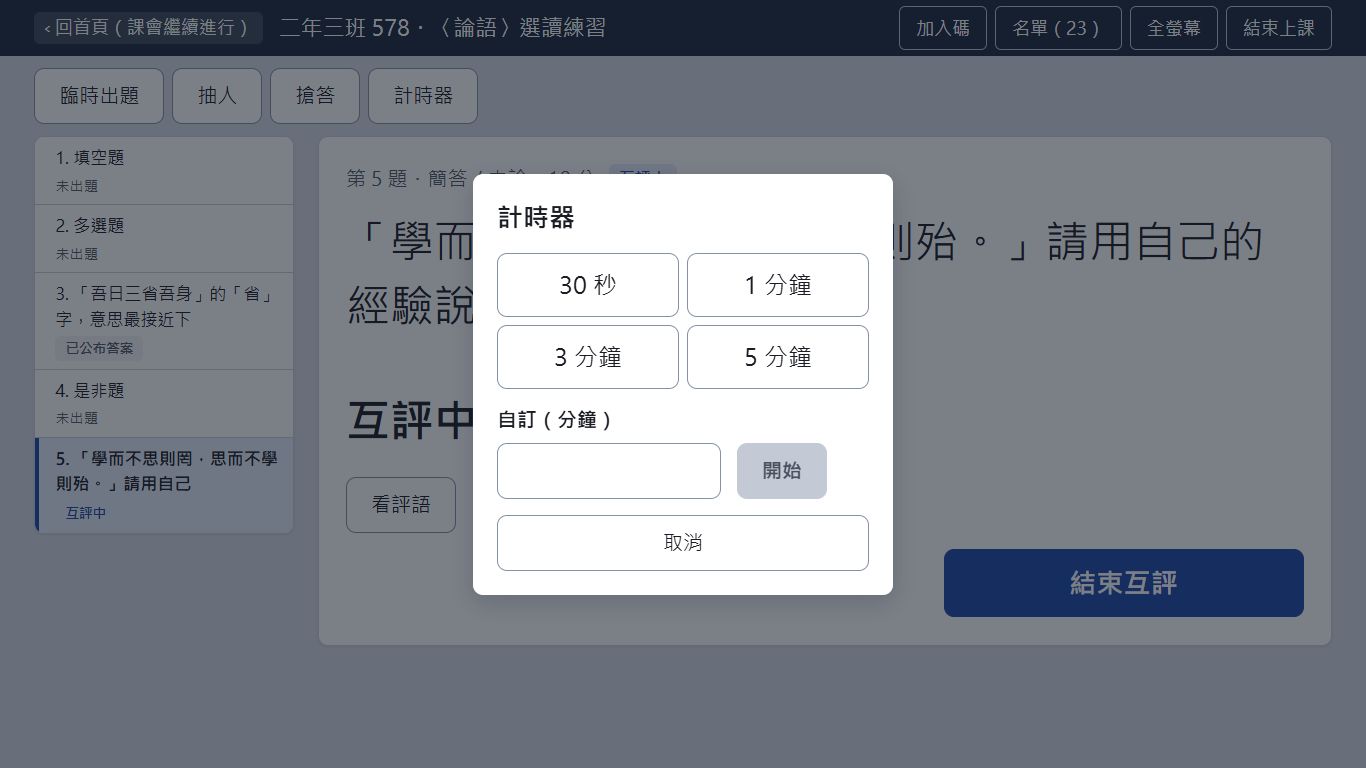 ‹ 回首頁（課會繼續進行）
二年三班 578．〈論語〉選讀練習
加入碼
名單（23）
全螢幕
結束上課
臨時出題
抽人
搶答
計時器
1. 填空題
未出題
2. 多選題
未出題
3.「吾日三省吾身」的「省」
字，意思最接近下
已公布答案
4. 是非題
未出題
5.「學而不思則罔，思而不學
則殆。」請用自己
互評中
第 5 題．簡答
「學而
則殆。」請用自己的
經驗說
互評中
看評語
結束互評
計時器
30 秒
1 分鐘
3 分鐘
5 分鐘
自訂（分鐘）
開始
取消